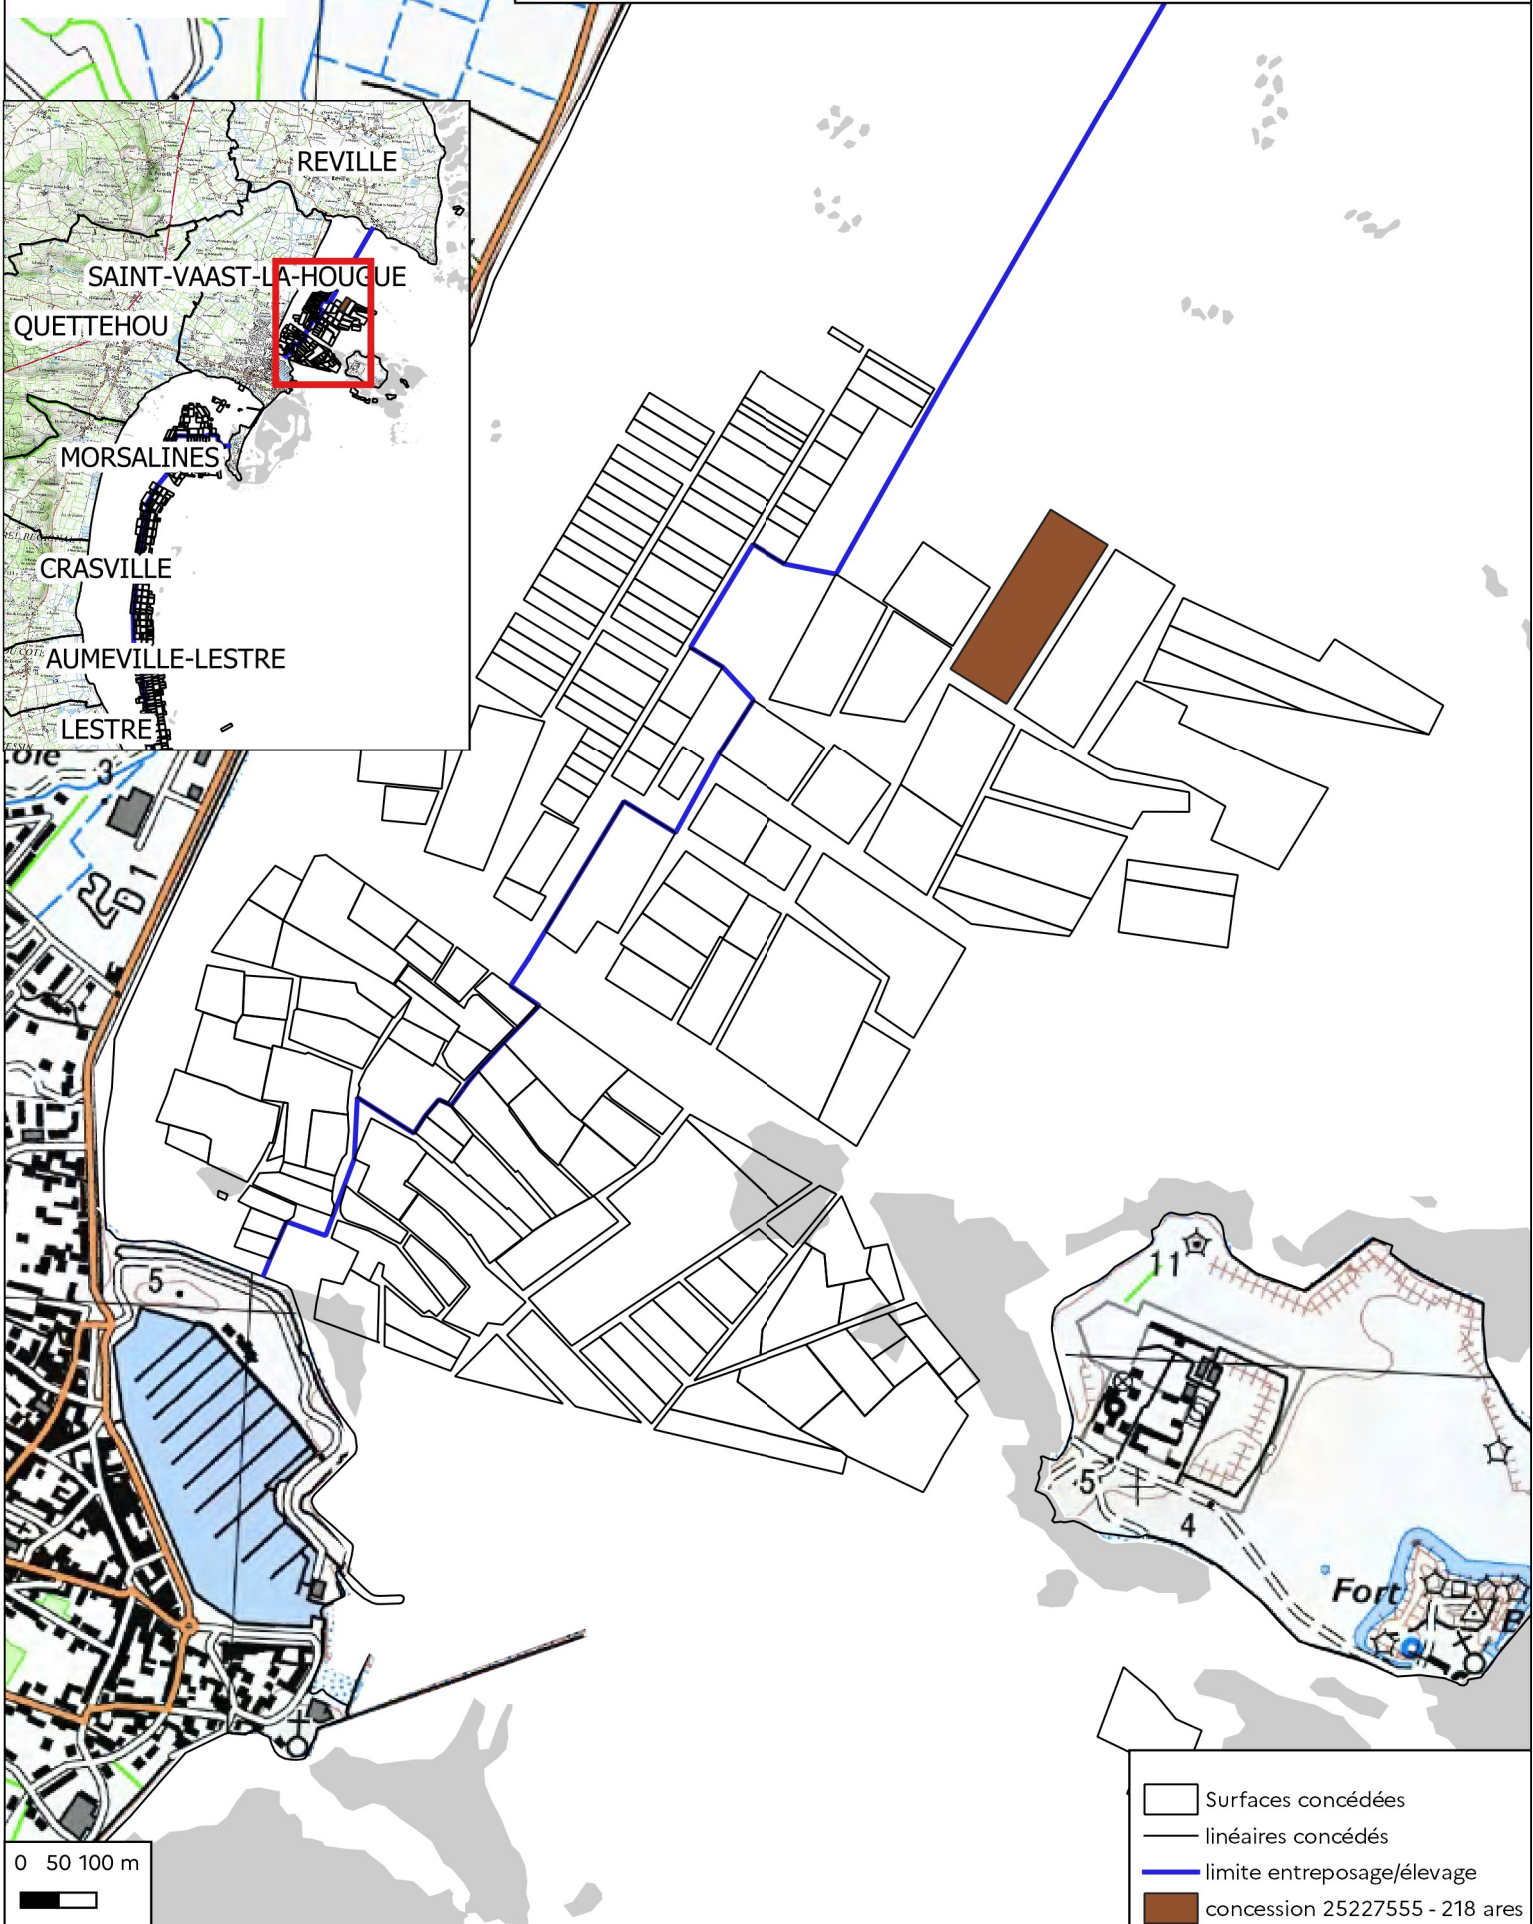 REVILLE
SAINT-VAAST-LA-HOUGUE
QUETTEHOU
MORSALINES
CRASVILLE
AUMEVILLE-LESTRE
LESTRE
3
1
5
11
5
4
Fort
0 50 100 m
Surfaces concédées
linéaires concédés
limite entreposage/élevage
concession 25227555 - 218 ares